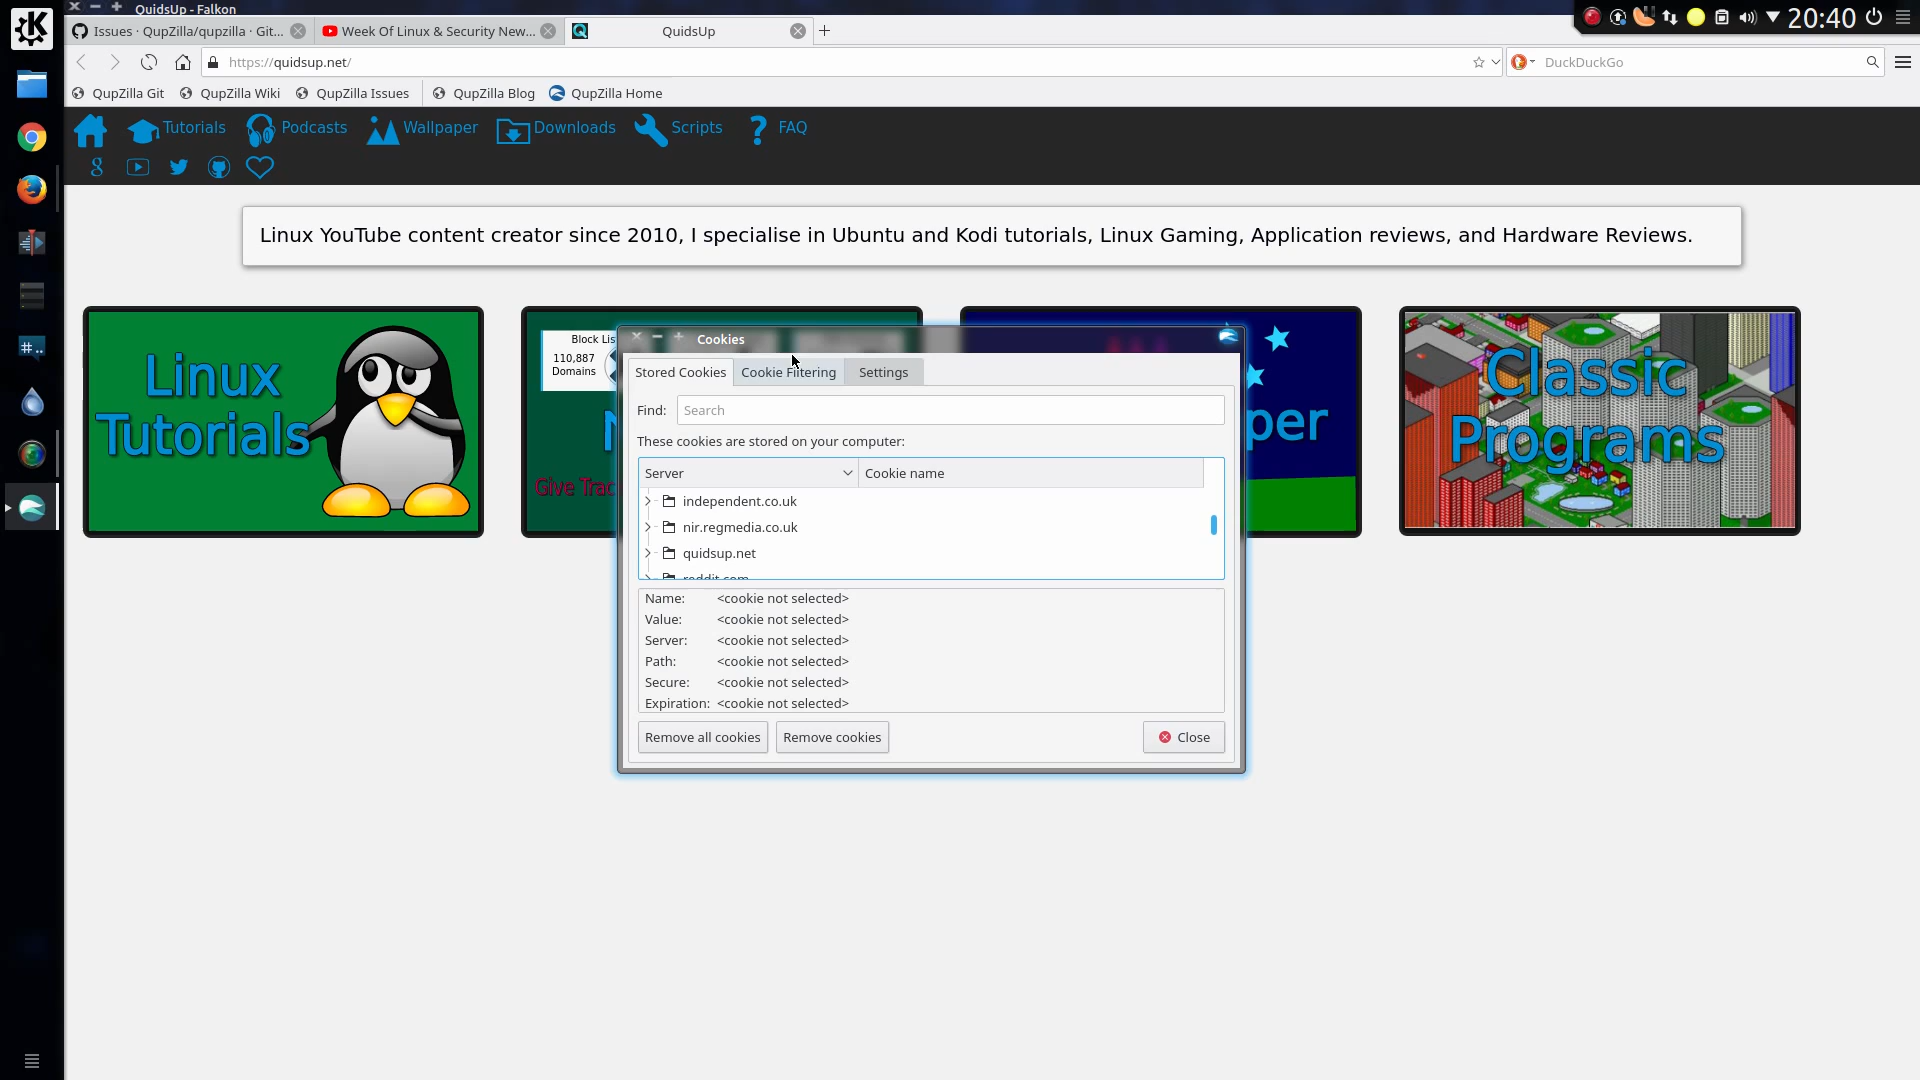 QuidsUp - Falkon
20:40
Issues · QupZilla/qupzilla · Git...
Week Of Linux & Security New...
QuidsUp
https://quidsup.net/
DuckDuckGo
QupZilla Git
QupZilla Wiki
QupZilla Issues
QupZilla Blog
QupZilla Home
Tutorials
Podcasts
Wallpaper
Downloads
Scripts
? FAQ
Linux YouTube content creator since 2010, I specialise in Ubuntu and Kodi tutorials, Linux Gaming, Application reviews, and Hardware Reviews.
Linux
Tutorials
Block Lis
110,887
Domains
N
Give Trac
per
Classic
Programs
Cookies
Stored Cookies
Cookie Filtering
Settings
Find:
Search
These cookies are stored on your computer:
Server
Cookie name
independent.co.uk
nir.regmedia.co.uk
quidsup.net
reddit.com
Name: <cookie not selected>
Value: <cookie not selected>
Server: <cookie not selected>
Path: <cookie not selected>
Secure: <cookie not selected>
Expiration: <cookie not selected>
Remove all cookies
Remove cookies
Close